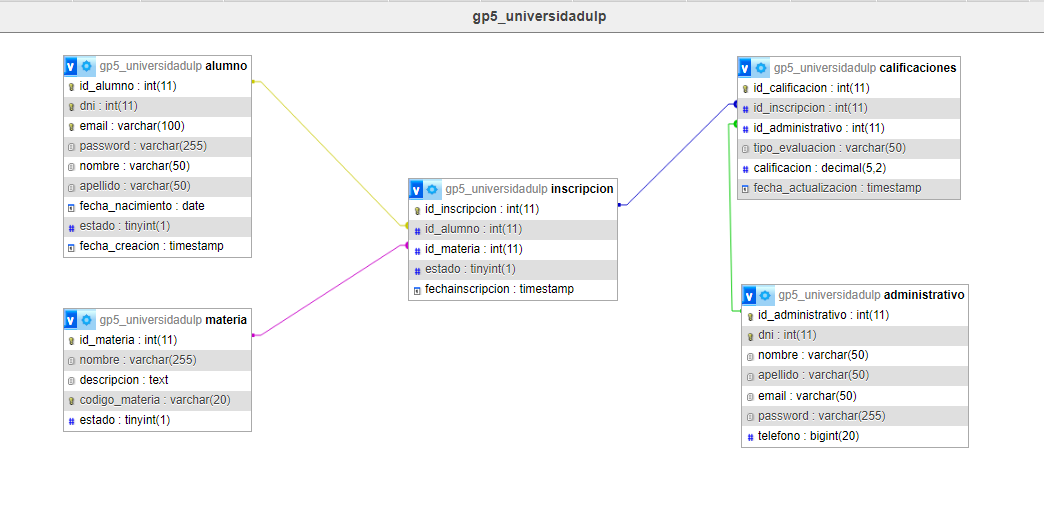 gp5_universidadulp
gp5_universidadulp alumno
id_alumno : int(11)
dni : int(11)
email : varchar(100)
password : varchar(255)
nombre : varchar(50)
apellido : varchar(50)
fecha_nacimiento : date
estado : tinyint(1)
fecha_creacion : timestamp
gp5_universidadulp materia
id_materia : int(11)
nombre : varchar(255)
descripcion : text
codigo_materia : varchar(20)
estado : tinyint(1)
gp5_universidadulp inscripcion
id_inscripcion : int(11)
id_alumno : int(11)
id_materia : int(11)
estado : tinyint(1)
fechainscripcion : timestamp
gp5_universidadulp calificaciones
id_calificacion : int(11)
id_inscripcion : int(11)
id_administrativo : int(11)
tipo_evaluacion : varchar(50)
calificacion : decimal(5,2)
fecha_actualizacion : timestamp
gp5_universidadulp administrativo
id_administrativo : int(11)
dni : int(11)
nombre : varchar(50)
apellido : varchar(50)
email : varchar(50)
password : varchar(255)
telefono : bigint(20)